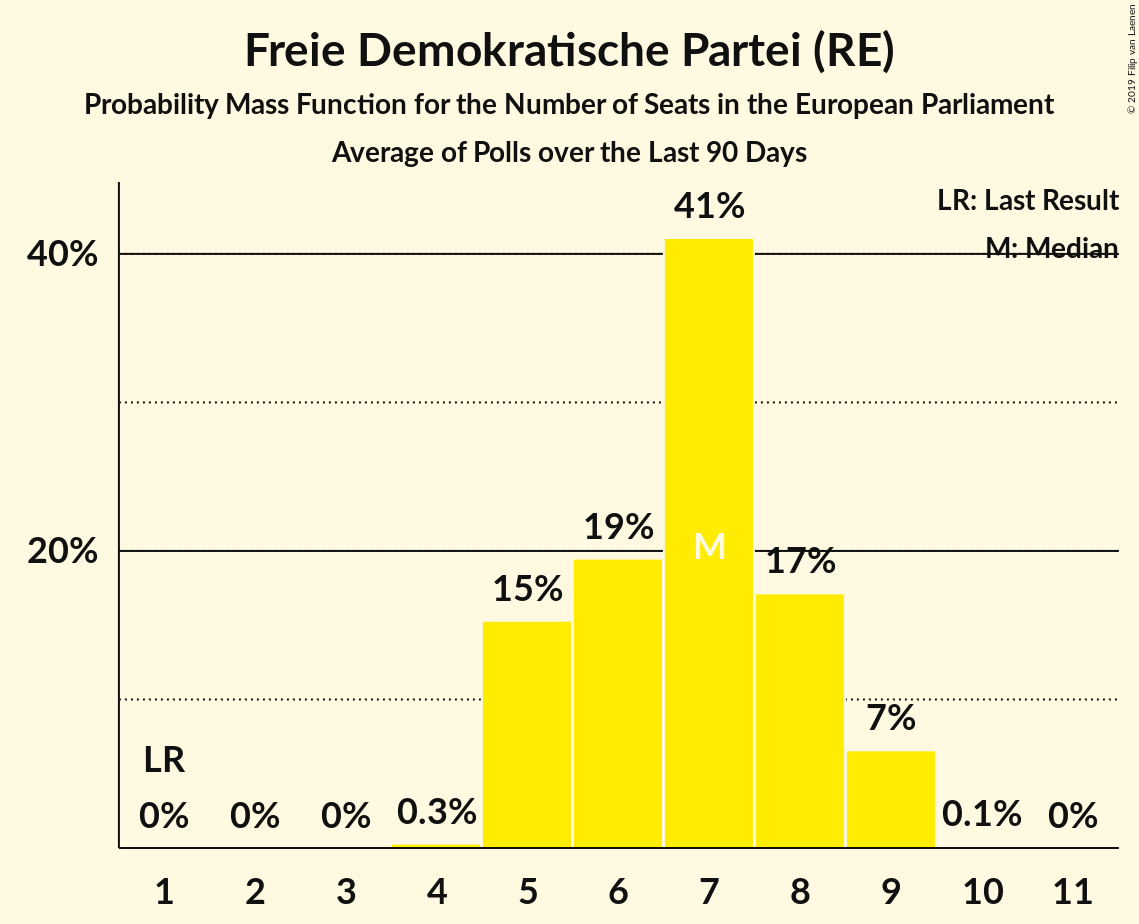 Freie Demokratische Partei (RE)
Probability Mass Function for the Number of Seats in the European Parliament
Average of Polls over the Last 90 Days
© 2019 Filip van Laenen
LR: Last Result
M: Median
41%
40%
19%
M
17%
20%
15%
7%
LR
0%
0%
0%
0.3%
0.1%
0%
1 2 3 4 5 6 7 8 9 10 11